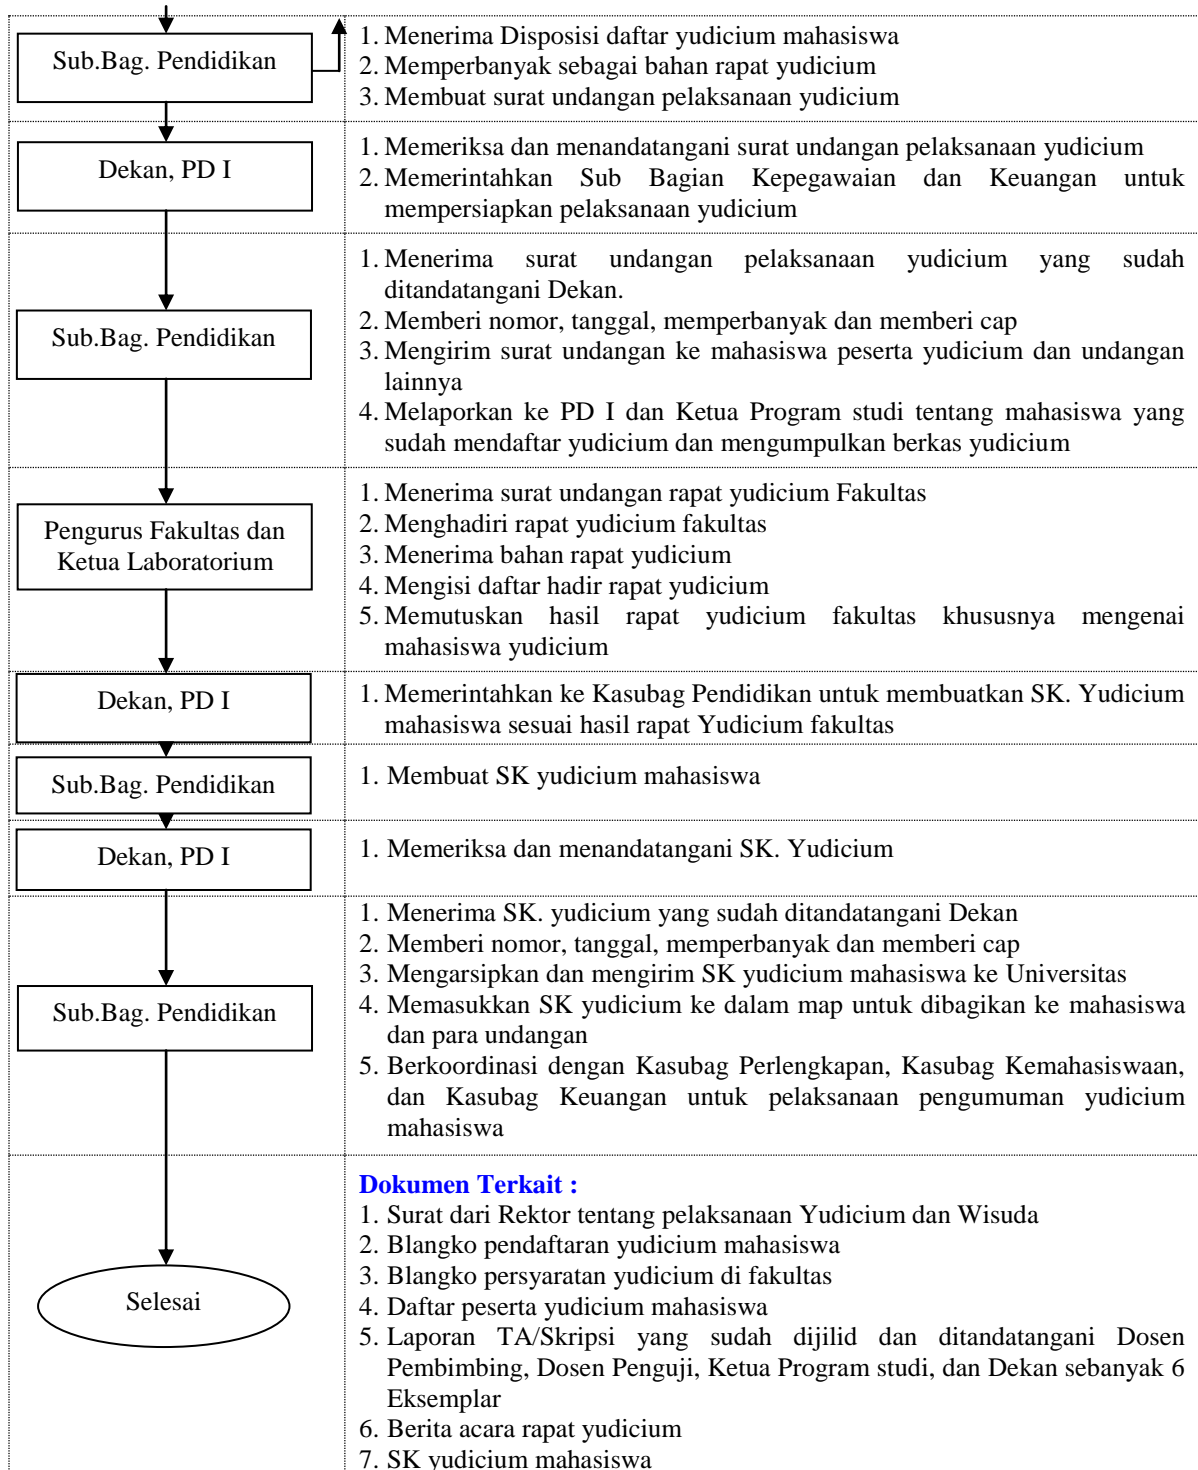 Sub.Bag. Pendidikan
1. Menerima Disposisi daftar yudicium mahasiswa
2. Memperbanyak sebagai bahan rapat yudicium
3. Membuat surat undangan pelaksanaan yudicium
Dekan, PD I
1. Memeriksa dan menandatangani surat undangan pelaksanaan yudicium
2. Memerintahkan Sub Bagian Kepegawaian dan Keuangan untuk
mempersiapkan pelaksanaan yudicium
Sub.Bag. Pendidikan
1. Menerima surat undangan pelaksanaan yudicium yang sudah
ditandatangani Dekan.
2. Memberi nomor, tanggal, memperbanyak dan memberi cap
3. Mengirim surat undangan ke mahasiswa peserta yudicium dan undangan
lainnya
4. Melaporkan ke PD I dan Ketua Program studi tentang mahasiswa yang
sudah mendaftar yudicium dan mengumpulkan berkas yudicium
Pengurus Fakultas dan
Ketua Laboratorium
1. Menerima surat undangan rapat yudicium Fakultas
2. Menghadiri rapat yudicium fakultas
3. Menerima bahan rapat yudicium
4. Mengisi daftar hadir rapat yudicium
5. Memutuskan hasil rapat yudicium fakultas khususnya mengenai
mahasiswa yudicium
Dekan, PD I
1. Memerintahkan ke Kasubag Pendidikan untuk membuatkan SK. Yudicium
mahasiswa sesuai hasil rapat Yudicium fakultas
Sub.Bag. Pendidikan
1. Membuat SK yudicium mahasiswa
Dekan, PD I
1. Memeriksa dan menandatangani SK. Yudicium
Sub.Bag. Pendidikan
1. Menerima SK. yudicium yang sudah ditandatangani Dekan
2. Memberi nomor, tanggal, memperbanyak dan memberi cap
3. Mengarsipkan dan mengirim SK yudicium mahasiswa ke Universitas
4. Memasukkan SK yudicium ke dalam map untuk dibagikan ke mahasiswa
dan para undangan
5. Berkoordinasi dengan Kasubag Perlengkapan, Kasubag Kemahasiswaan,
dan Kasubag Keuangan untuk pelaksanaan pengumuman yudicium
mahasiswa
Selesai
Dokumen Terkait :
1. Surat dari Rektor tentang pelaksanaan Yudicium dan Wisuda
2. Blangko pendaftaran yudicium mahasiswa
3. Blangko persyaratan yudicium di fakultas
4. Daftar peserta yudicium mahasiswa
5. Laporan TA/Skripsi yang sudah dijilid dan ditandatangani Dosen
Pembimbing, Dosen Penguji, Ketua Program studi, dan Dekan sebanyak 6
Eksemplar
6. Berita acara rapat yudicium
7. SK yudicium mahasiswa